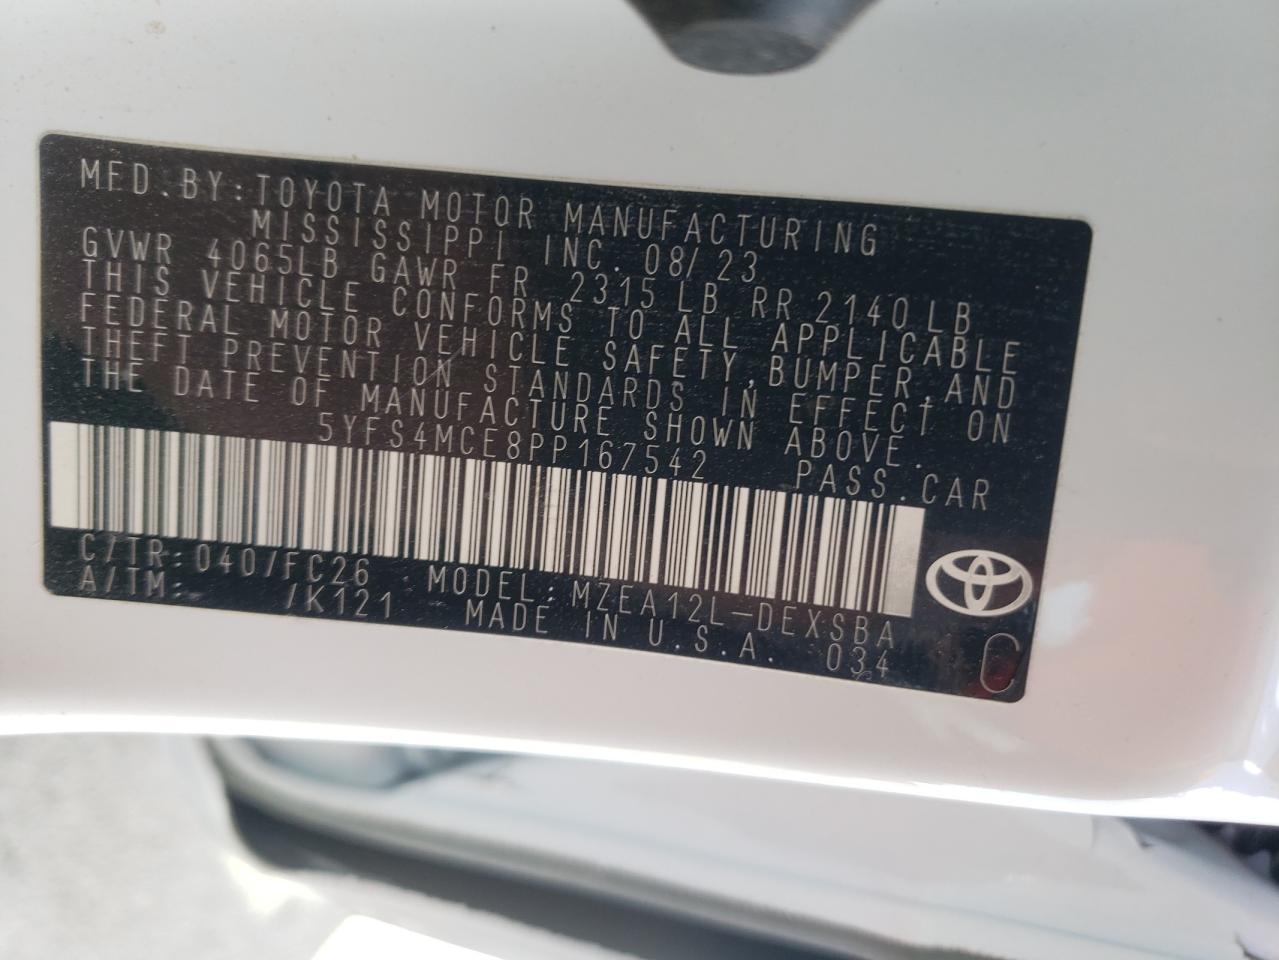 MFD.BY:TOYOTA MOTOR MANUFACTURING
MISSISSIPPI INC. 08/23
GVWR 4065LB GAWR FR 2315LB RR 2140LB
THIS VEHICLE CONFORMS TO ALL APPLICABLE
FEDERAL MOTOR VEHICLE SAFETY,BUMPER,AND
THEFT PREVENTION STANDARDS IN EFFECT ON
THE DATE OF MANUFACTURE SHOWN ABOVE.
5YFS4MCE8PP167542 PASS.CAR
C/TR:040/FC26 MODEL:MZEA12L-DEXSBA
A/TM: /K121 MADE IN U.S.A. 034
C